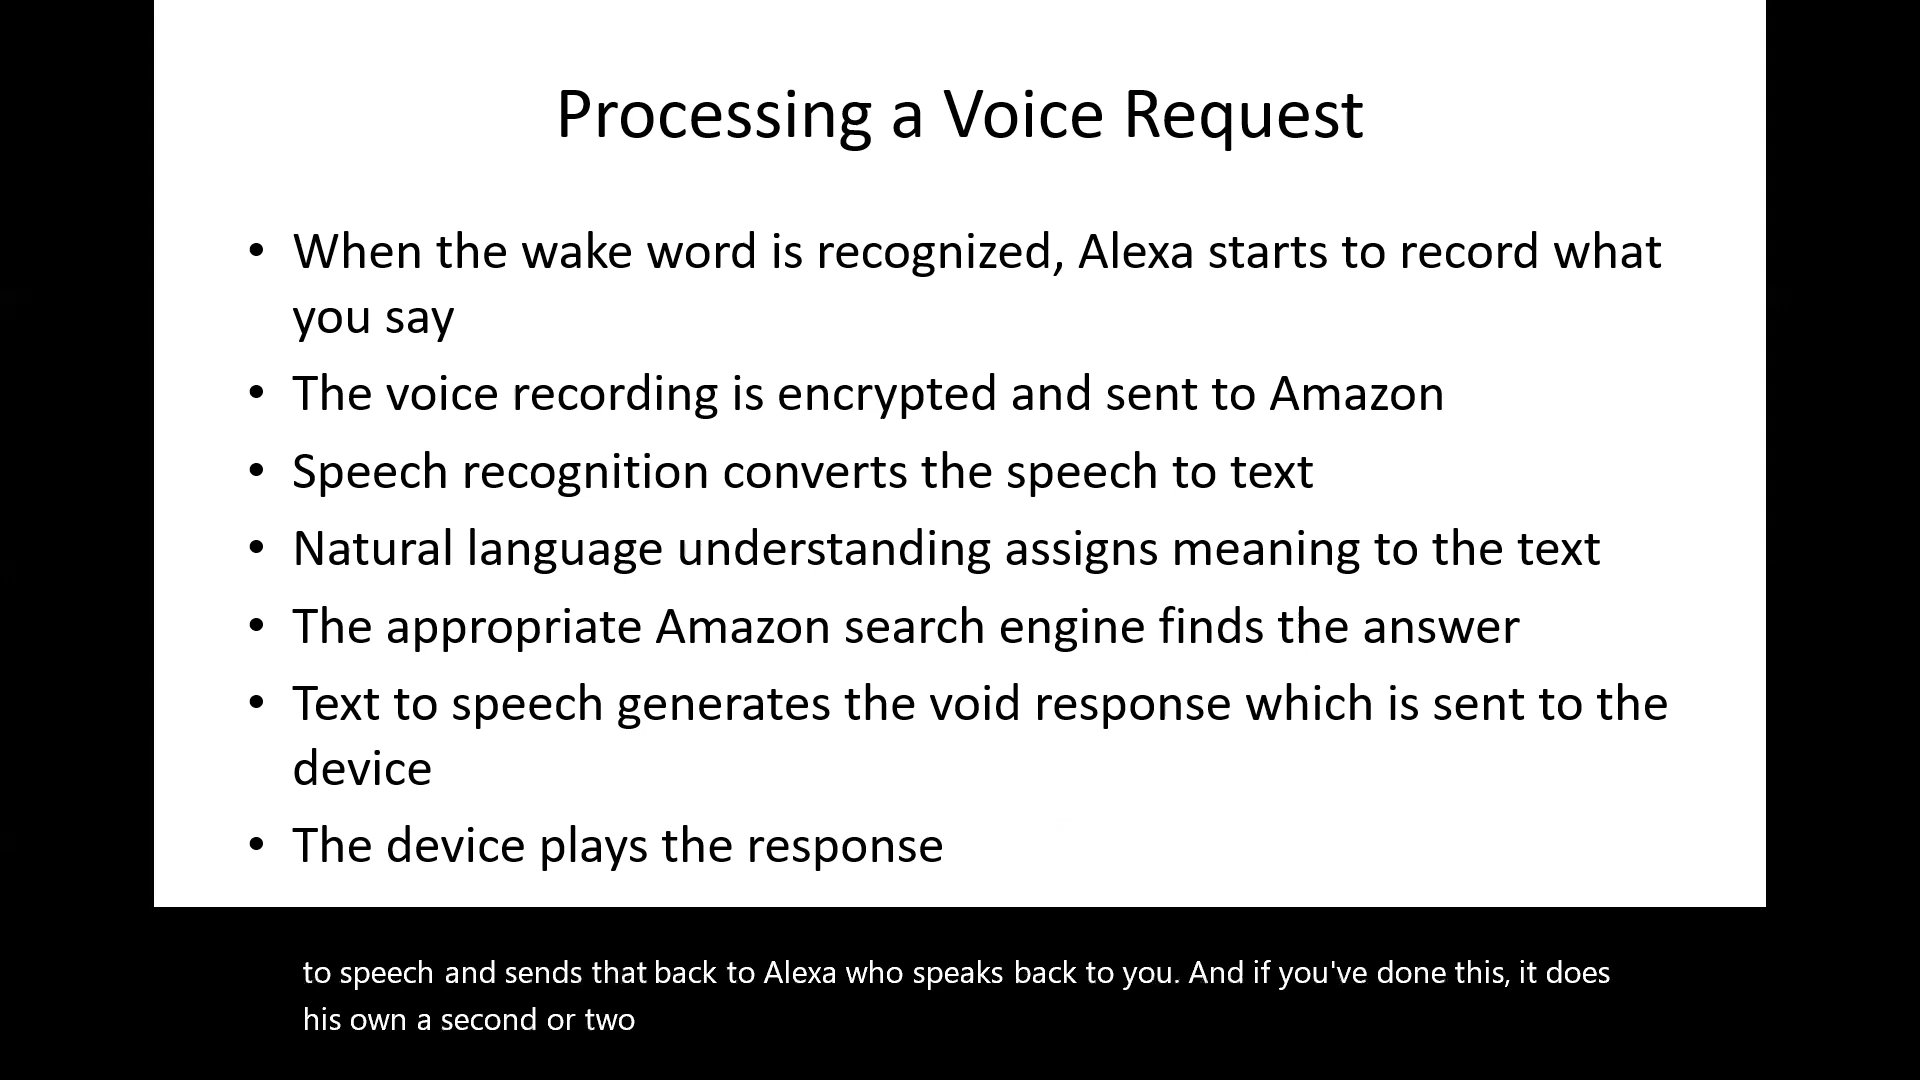 Processing a Voice Request
• When the wake word is recognized, Alexa starts to record what
you say
• The voice recording is encrypted and sent to Amazon
• Speech recognition converts the speech to text
• Natural language understanding assigns meaning to the text
• The appropriate Amazon search engine finds the answer
• Text to speech generates the void response which is sent to the
device
• The device plays the response
to speech and sends that back to Alexa who speaks back to you. And if you've done this, it does
his own a second or two